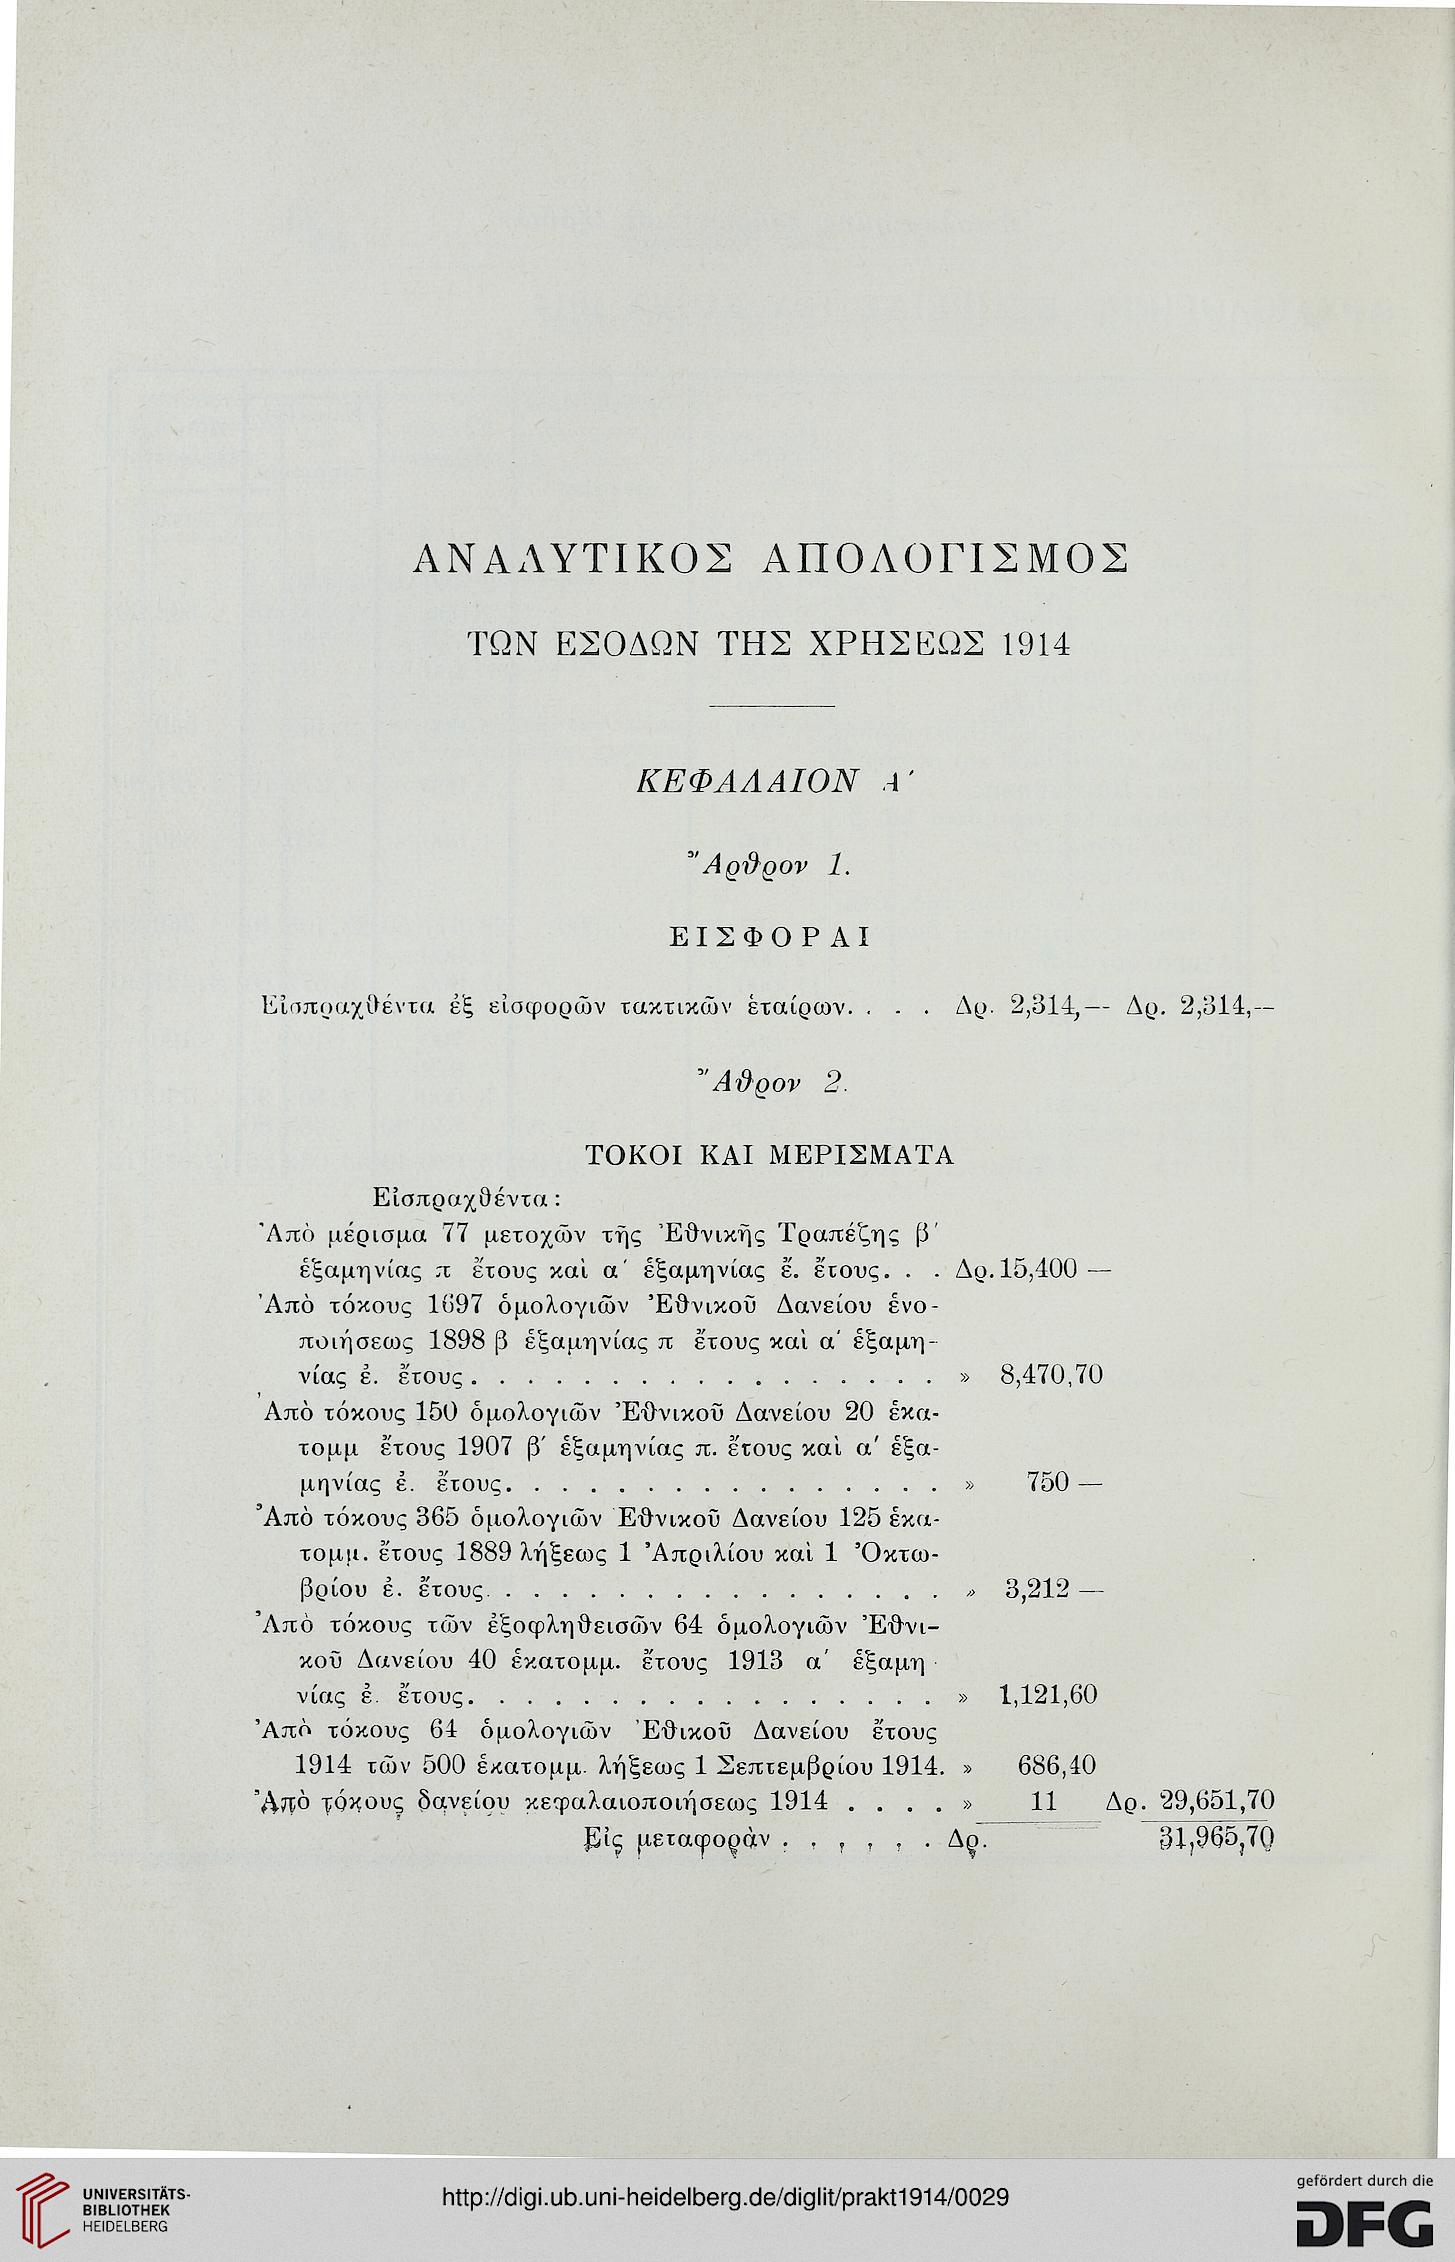 ΑΝΑΛΥΤΙΚΟΣ ΑΠΟΛΟΓΙΣΜΟΣ
ΤΩΝ ΕΣΟΔΩΝ ΤΗΣ ΧΡΗΣΕΩΣ 1914
ΚΕΦΑΛΑΙΟΝ Α'
Ἄρθρον 1.
ΕΙΣΦΟΡΑΙ
Εἰσπραχθέντα ἐξ εἰσφορῶν τακτικῶν ἑταίρων. . . . Δρ. 2,314,— Δρ. 2,314,—
Ἄθρον 2.
ΤΟΚΟΙ ΚΑΙ ΜΕΡΙΣΜΑΤΑ
Εἰσπραχθέντα:
Ἀπὸ μέρισμα 77 μετοχῶν τῆς Ἐθνικῆς Τραπέζης β'
ἑξαμηνίας π ἔτους καὶ α' ἑξαμηνίας ἔ. ἔτους. . . Δρ. 15,400 —
Ἀπὸ τόκους 1697 ὁμολογιῶν Ἐθνικοῦ Δανείου ἑνο-
ποιήσεως 1898 β ἑξαμηνίας π ἔτους καὶ α' ἑξαμη-
νίας ἐ. ἔτους . . . . . . . . . . . . . . . . . » 8,470,70
Ἀπὸ τόκους 150 ὁμολογιῶν Ἐθνικοῦ Δανείου 20 ἑκα-
τομμ ἔτους 1907 β' ἑξαμηνίας π. ἔτους καὶ α' ἑξα-
μηνίας ἐ. ἔτους. . . . . . . . . . . . . . . . » 750 —
Ἀπὸ τόκους 365 ὁμολογιῶν Ἐθνικοῦ Δανείου 125 ἑκα-
τομμ. ἔτους 1889 λήξεως 1 Ἀπριλίου καὶ 1 Ὀκτω-
βρίου ἐ. ἔτους. . . . . . . . . . . . . . . . . » 3,212 —
Ἀπὸ τόκους τῶν ἐξοφληθεισῶν 64 ὁμολογιῶν Ἐθνι-
κοῦ Δανείου 40 ἑκατομμ. ἔτους 1913 α' ἑξαμη
νίας ἐ. ἔτους. . . . . . . . . . . . . . . . . . » 1,121,60
Ἀπὸ τόκους 64 ὁμολογιῶν Ἐθικοῦ Δανείου ἔτους
1914 τῶν 500 ἑκατομμ. λήξεως 1 Σεπτεμβρίου 1914. » 686,40
Ἀπὸ τόκους δανείου κεφαλαιοποιήσεως 1914 . . . . » 11 Δρ. 29,651,70
Εἰς μεταφορὰν . . . . . . Δρ. 31,965,70
UNIVERSITÄTS-
BIBLIOTHEK
HEIDELBERG
http://digi.ub.uni-heidelberg.de/diglit/prakt1914/0029
gefördert durch die
DFG